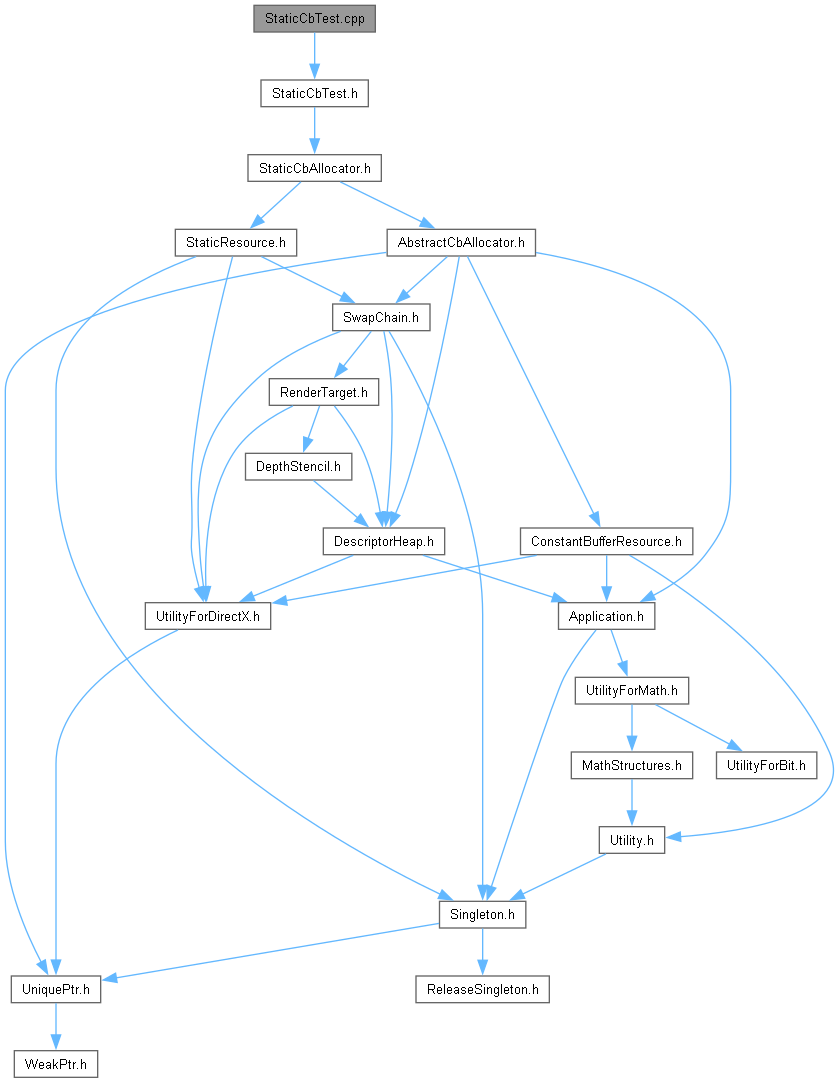 StaticCbTest.cpp
StaticCbTest.h
StaticCbAllocator.h
StaticResource.h
AbstractCbAllocator.h
SwapChain.h
RenderTarget.h
DepthStencil.h
DescriptorHeap.h
ConstantBufferResource.h
UtilityForDirectX.h
Application.h
UtilityForMath.h
MathStructures.h
UtilityForBit.h
Utility.h
Singleton.h
UniquePtr.h
ReleaseSingleton.h
WeakPtr.h